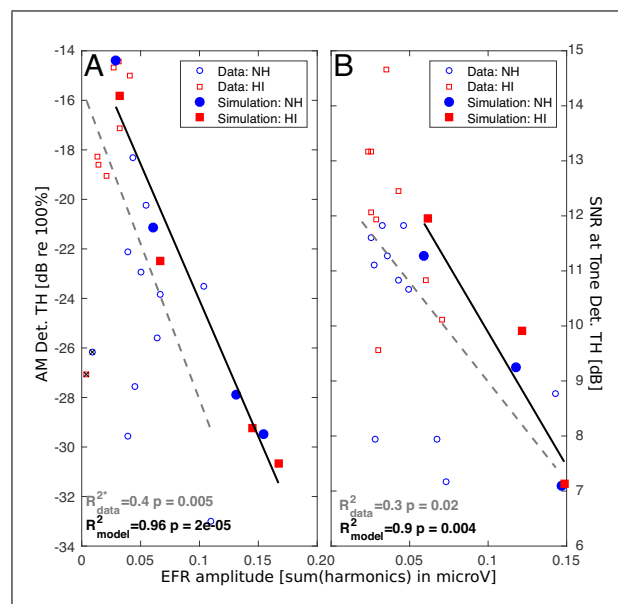 A
B
Data: NH
Data: HI
Simulation: NH
Simulation: HI
Data: NH
Data: HI
Simulation: NH
Simulation: HI
-14
-16
-18
-20
-22
-24
-26
-28
-30
-32
-34
AM Det. TH [dB re 100%]
R²*data=0.4 p = 0.005
R²model=0.96 p = 2e-05
0 0.05 0.1 0.15 0.20
0.05 0.1 0.15
R²data=0.3 p = 0.02
R²model=0.9 p = 0.004
15
14
13
12
11
10
9
8
7
6
5
SNR at Tone Det. TH [dB]
EFR amplitude [sum(harmonics) in microV]